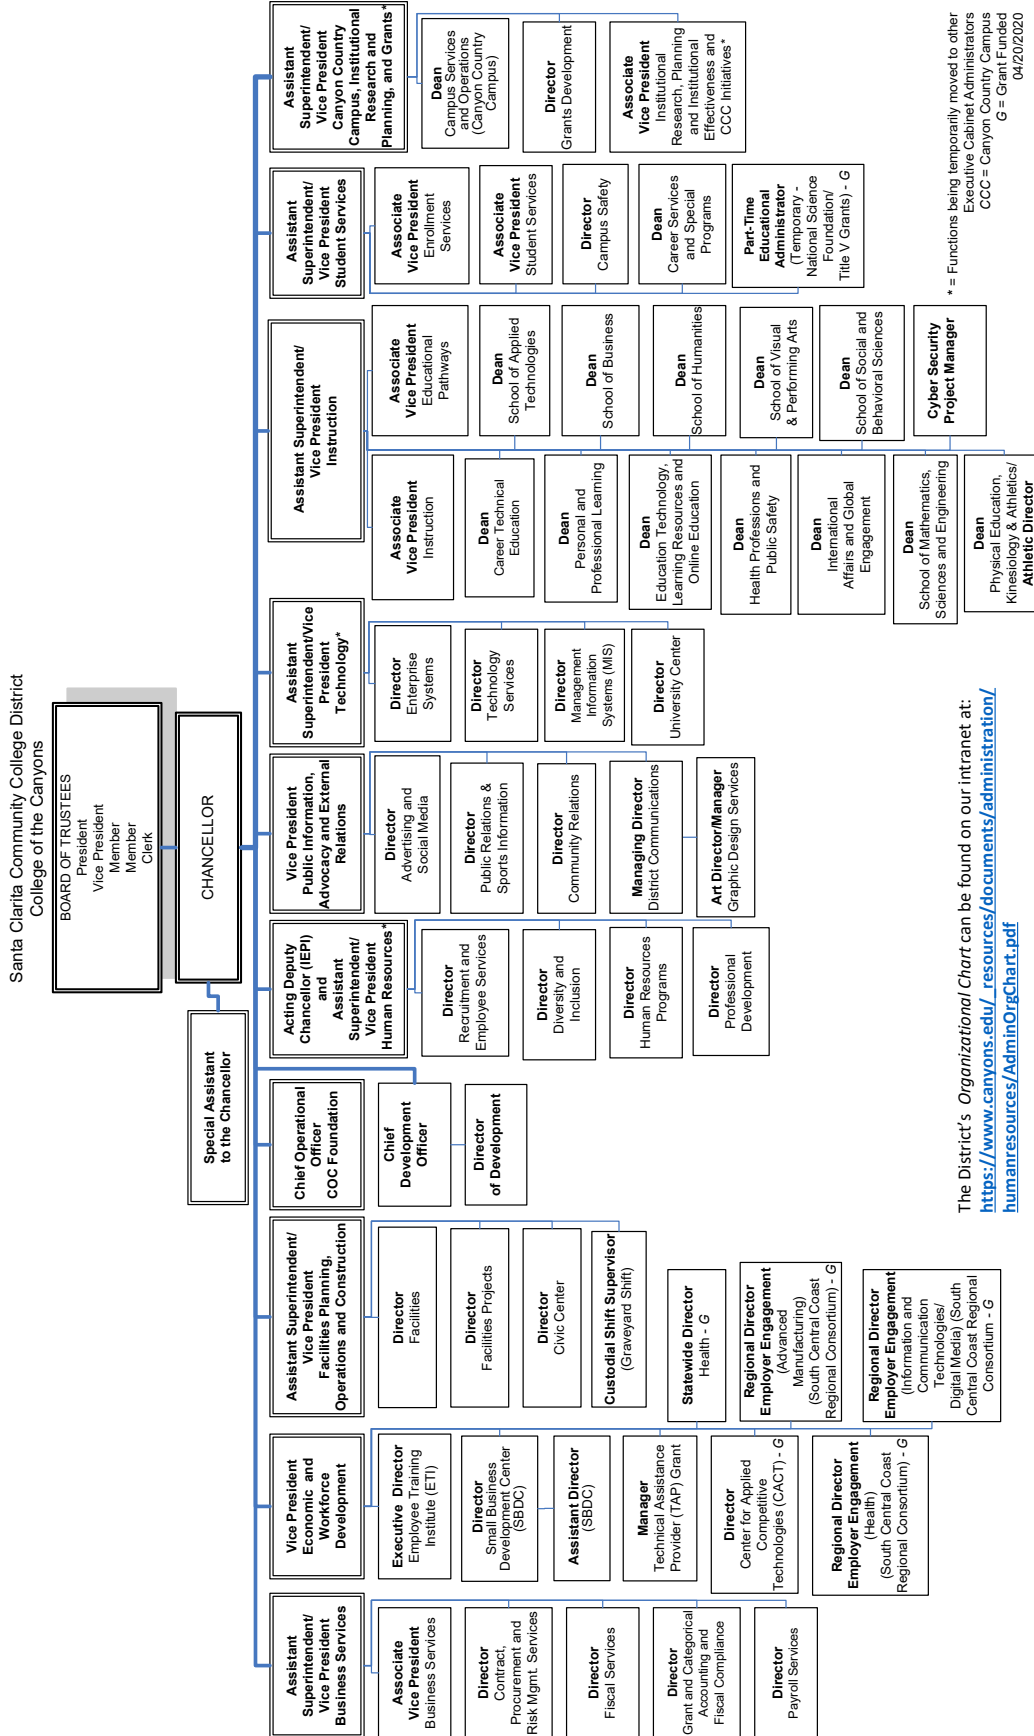 Santa Clarita Community College District
College of the Canyons
BOARD OF TRUSTEES
President
Vice President
Member
Member
Clerk
CHANCELLOR
Special Assistant
to the Chancellor
Assistant
Superintendent/
Vice President
Business Services
Associate
Vice President
Business Services
Director
Contract,
Procurement and
Risk Mgmt. Services
Director
Fiscal Services
Director
Grant and Categorical
Accounting and
Fiscal Compliance
Director
Payroll Services
Vice President
Economic and
Workforce
Development
Executive Director
Employee Training
Institute (ETI)
Director
Small Business
Development Center
(SBDC)
Assistant Director
(SBDC)
Manager
Technical Assistance
Provider (TAP) Grant
Director
Center for Applied
Competitive
Technologies (CACT) - G
Regional Director
Employer Engagement
(Health)
(South Central Coast
Regional Consortium) - G
Statewide Director
Health - G
Regional Director
Employer Engagement
(Advanced
Manufacturing)
(South Central Coast
Regional Consortium) - G
Regional Director
Employer Engagement
(Information and
Communication
Technologies/
Digital Media) (South
Central Coast Regional
Consortium - G
Assistant Superintendent/
Vice President
Facilities Planning,
Operations and Construction
Director
Facilities
Director
Facilities Projects
Director
Civic Center
Custodial Shift Supervisor
(Graveyard Shift)
Chief Operational
Officer
COC Foundation
Chief
Development
Officer
Director
of Development
Acting Deputy
Chancellor (IEPI)
and
Assistant
Superintendent/
Vice President
Human Resources*
Director
Recruitment and
Employee Services
Director
Diversity and
Inclusion
Director
Human Resources
Programs
Director
Professional
Development
Vice President
Public Information,
Advocacy and External
Relations
Director
Advertising and
Social Media
Director
Public Relations &
Sports Information
Director
Community Relations
Managing Director
District Communications
Art Director/Manager
Graphic Design Services
Assistant
Superintendent/Vice
President
Technology*
Director
Enterprise
Systems
Director
Technology
Services
Director
Management
Information
Systems (MIS)
Director
University Center
Assistant Superintendent/
Vice President
Instruction
Associate
Vice President
Instruction
Dean
Career Technical
Education
Dean
Personal and
Professional Learning
Dean
Education Technology,
Learning Resources and
Online Education
Dean
Health Professions and
Public Safety
Dean
International
Affairs and Global
Engagement
Dean
School of Mathematics,
Sciences and Engineering
Dean
Physical Education,
Kinesiology & Athletics/
Athletic Director
Associate
Vice President
Educational
Pathways
Dean
School of Applied
Technologies
Dean
School of Business
Dean
School of Humanities
Dean
School of Visual
& Performing Arts
Dean
School of Social and
Behavioral Sciences
Cyber Security
Project Manager
Assistant
Superintendent/
Vice President
Student Services
Associate
Vice President
Enrollment
Services
Associate
Vice President
Student Services
Director
Campus Safety
Dean
Career Services
and Special
Programs
Part-Time
Educational
Administrator
(Temporary -
National Science
Foundation/
Title V Grants) - G
Assistant
Superintendent/
Vice President
Canyon Country
Campus, Institutional
Research and
Planning, and Grants*
Dean
Campus Services
and Operations
(Canyon Country
Campus)
Director
Grants Development
Associate
Vice President
Institutional
Research, Planning
and Institutional
Effectiveness and
CCC Initiatives*
The District's Organizational Chart can be found on our intranet at:
https://www.canyons.edu/_resources/documents/administration/
humanresources/AdminOrgChart.pdf
* = Functions being temporarily moved to other
Executive Cabinet Administrators
CCC = Canyon Country Campus
G = Grant Funded
04/20/2020